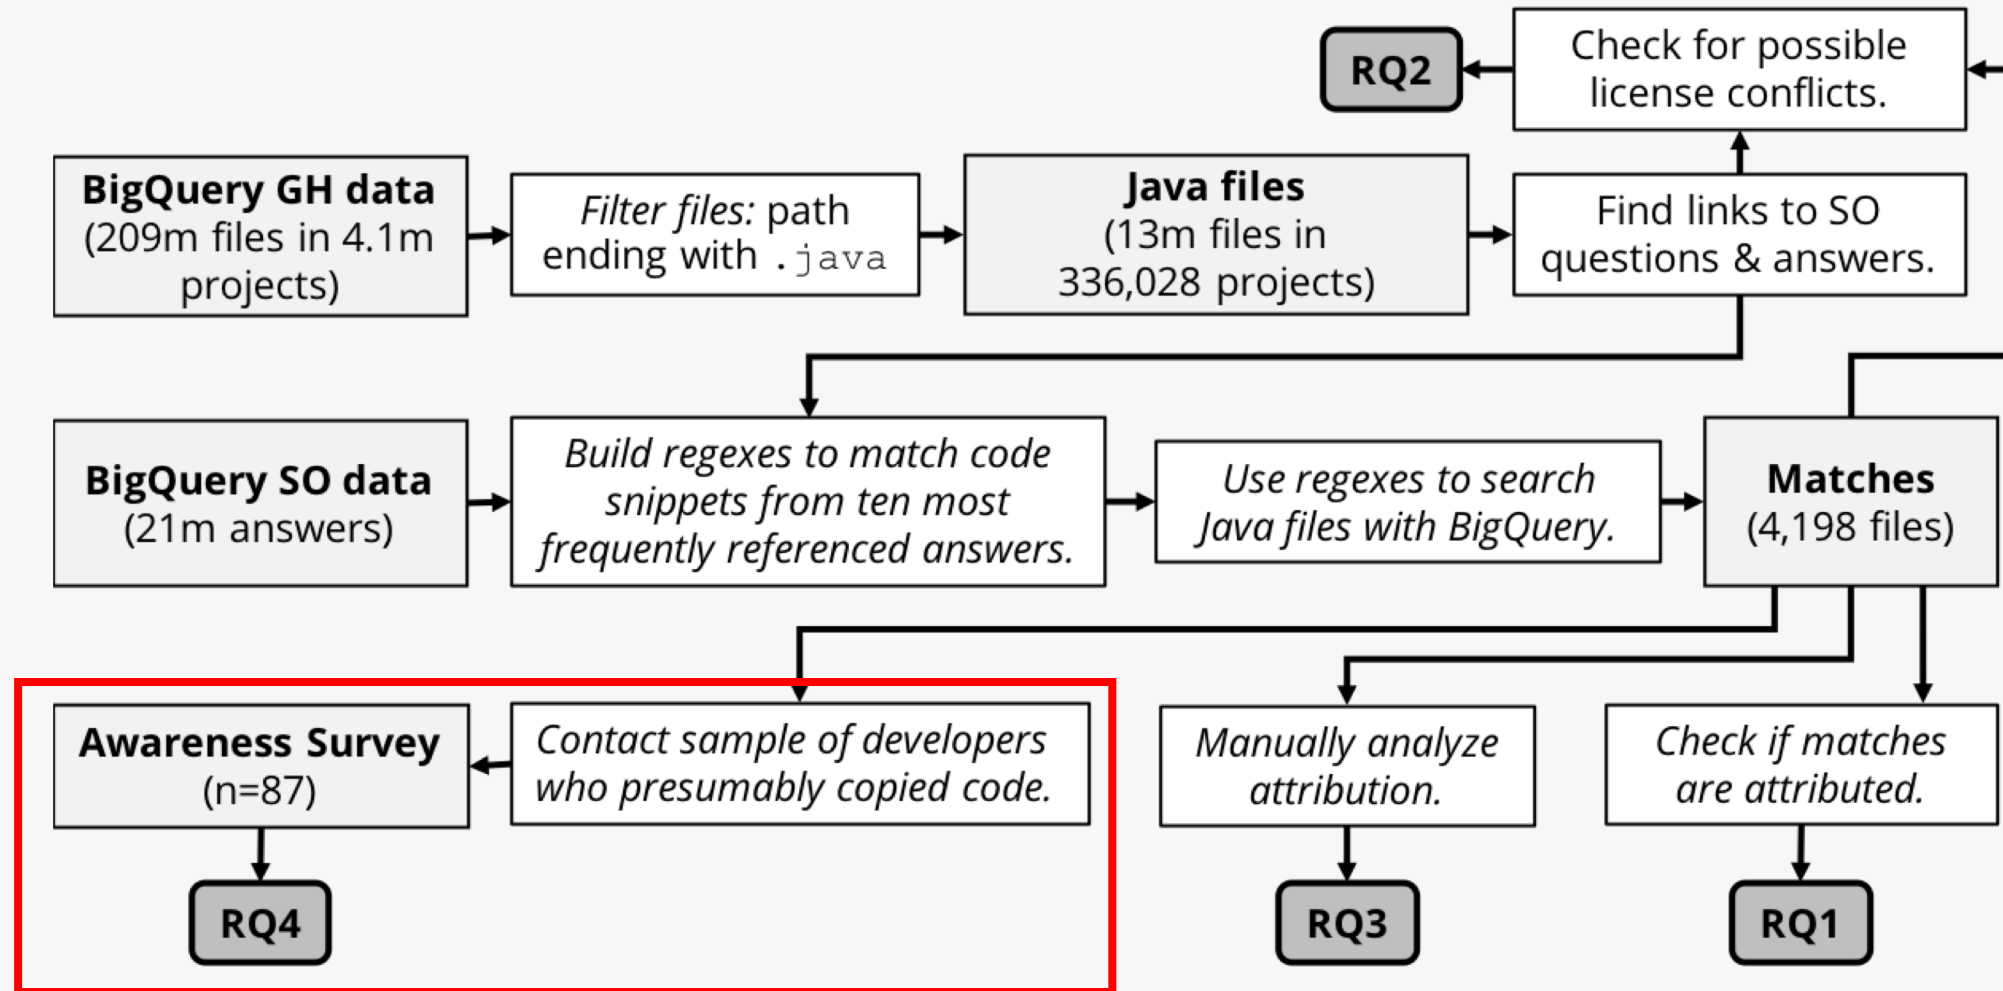 RQ2
Check for possible
license conflicts.
BigQuery GH data
(209m files in 4.1m
projects)
Filter files: path
ending with .java
Java files
(13m files in
336,028 projects)
Find links to SO
questions & answers.
BigQuery SO data
(21m answers)
Build regexes to match code
snippets from ten most
frequently referenced answers.
Use regexes to search
Java files with BigQuery.
Matches
(4,198 files)
Awareness Survey
(n=87)
Contact sample of developers
who presumably copied code.
Manually analyze
attribution.
Check if matches
are attributed.
RQ4
RQ3
RQ1